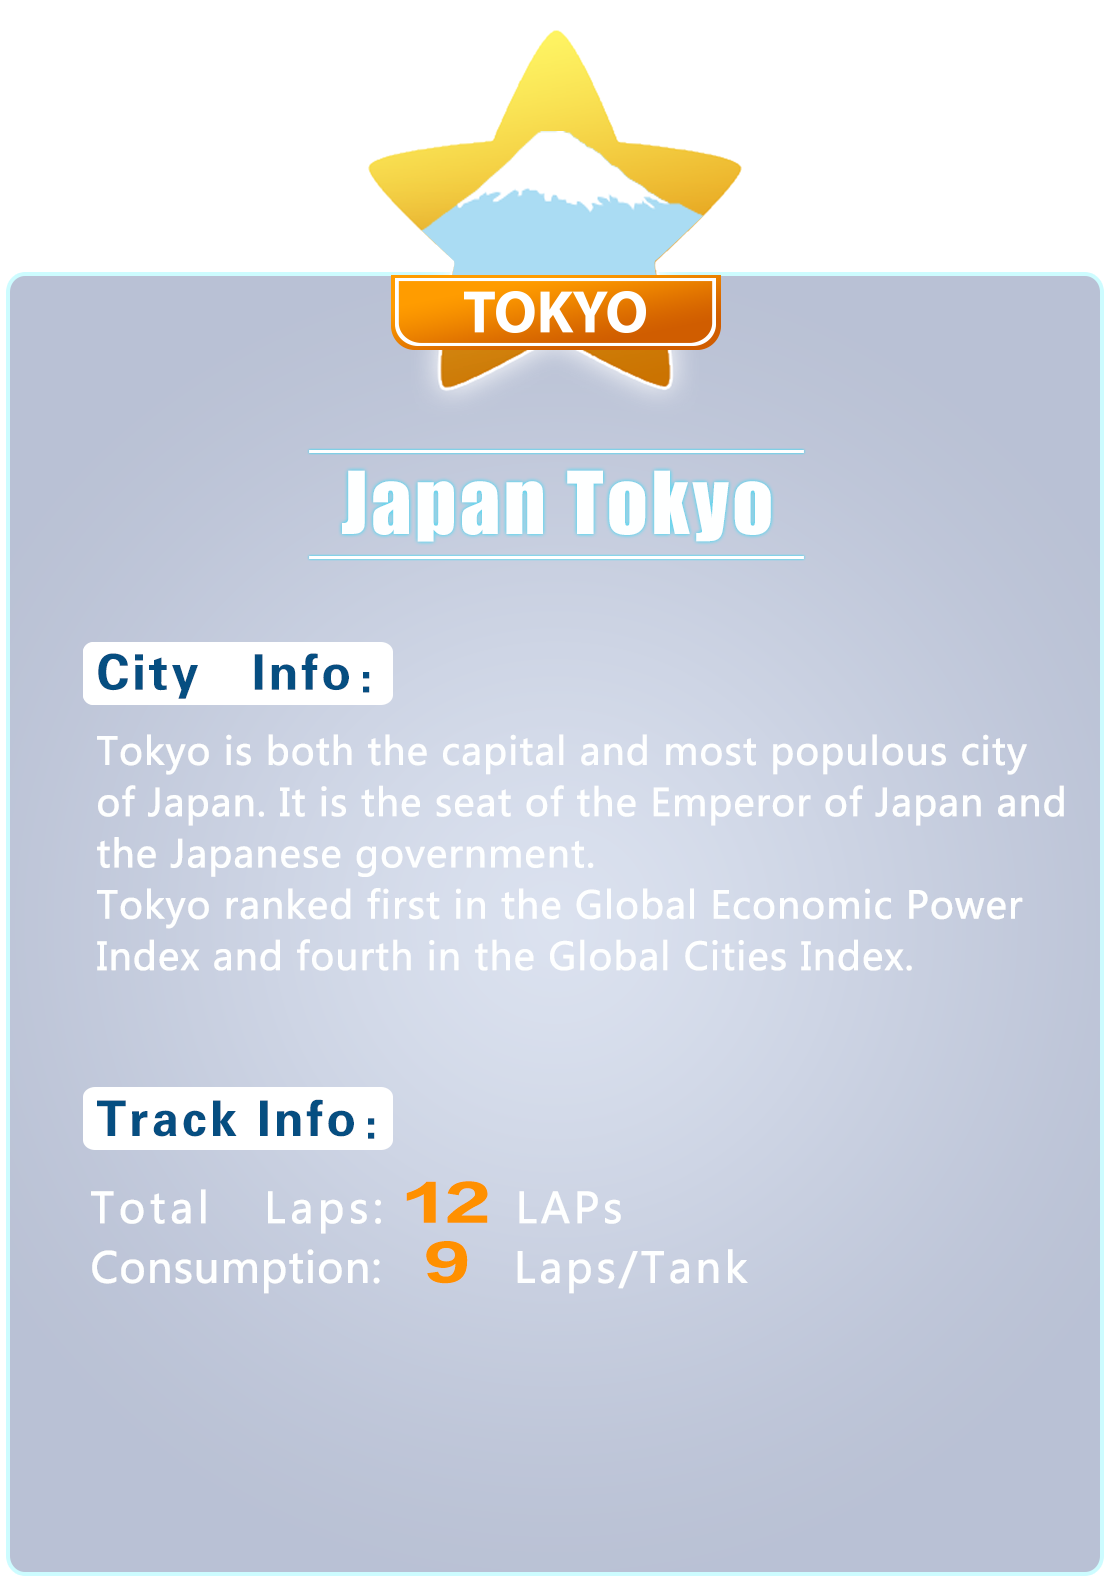 TOKYO
Japan Tokyo
City Info:
Tokyo is both the capital and most populous city
of Japan. It is the seat of the Emperor of Japan and
the Japanese government.
Tokyo ranked first in the Global Economic Power
Index and fourth in the Global Cities Index.
Track Info:
Total Laps: 12 LAPs
Consumption: 9 Laps/Tank